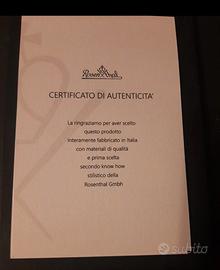 Rosenthal
CERTIFICATO DI AUTENTICITA'
La ringraziamo per aver scelto
questo prodotto
interamente fabbricato in Italia
con materiali di qualità
e prima scelta
secondo know how
stilistico della
Rosenthal Gmbh
subito